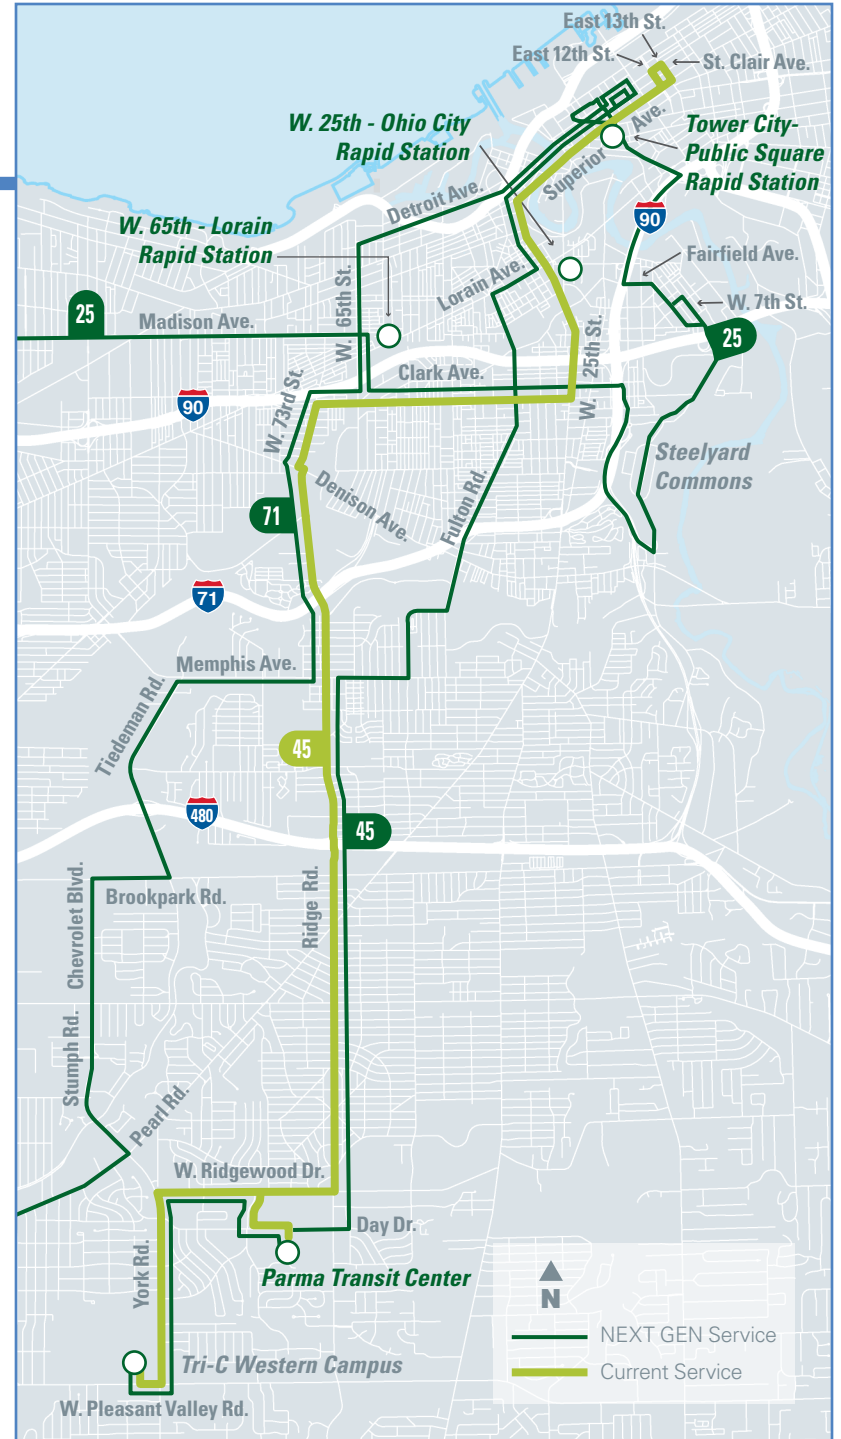 East 13th St.
East 12th St.
St. Clair Ave.
W. 25th - Ohio City
Rapid Station
Ave.
Superior
Tower City-
Public Square
Rapid Station
Detroit Ave.
90
W. 65th - Lorain
Rapid Station
Fairfield Ave.
Lorain Ave.
W. 7th St.
25
Madison Ave.
W. 65th St.
W. 25th St.
25
Clark Ave.
90
W. 73rd St.
Steelyard
Commons
Denison Ave.
Fulton Rd.
71
71
Memphis Ave.
Tiedeman Rd.
45
480
45
Chevrolet Blvd.
Brookpark Rd.
Ridge Rd.
Stumph Rd.
Pearl Rd.
W. Ridgewood Dr.
Day Dr.
York Rd.
Parma Transit Center
N
NEXT GEN Service
Current Service
Tri-C Western Campus
W. Pleasant Valley Rd.